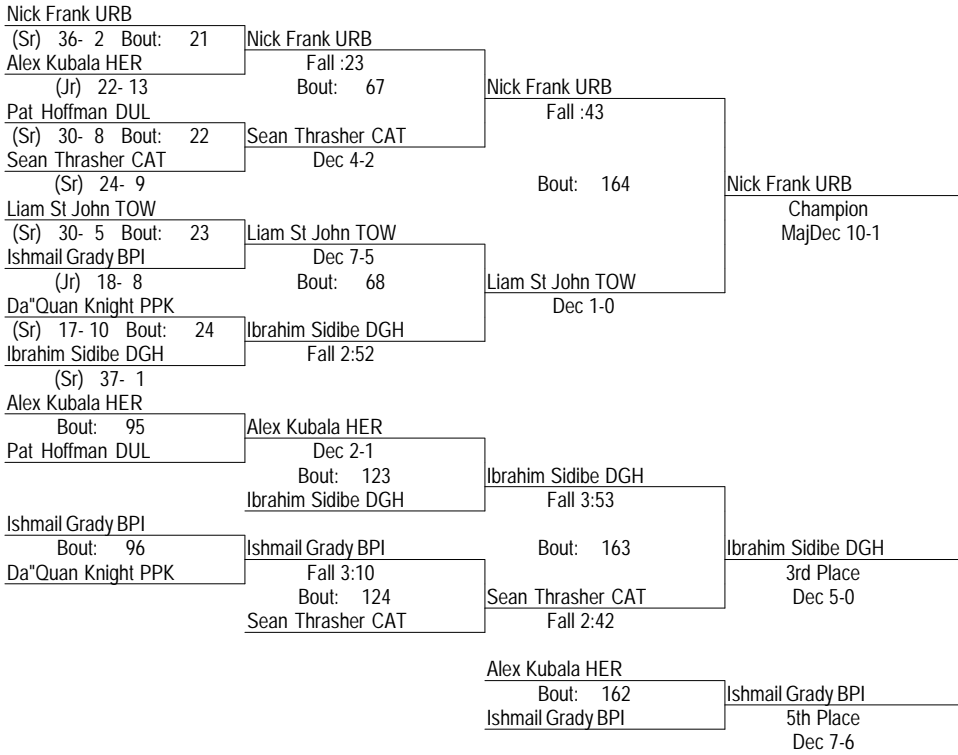 Nick Frank URB
(Sr) 36- 2 Bout: 21 Nick Frank URB
Alex Kubala HER Fall :23
(Jr) 22- 13 Bout: 67 Nick Frank URB
Pat Hoffman DUL Fall :43
(Sr) 30- 8 Bout: 22 Sean Thrasher CAT
Sean Thrasher CAT Dec 4-2
(Sr) 24- 9 Bout: 164 Nick Frank URB
Liam St John TOW Champion
(Sr) 30- 5 Bout: 23 Liam St John TOW MajDec 10-1
Ishmail Grady BPI Dec 7-5
(Jr) 18- 8 Bout: 68 Liam St John TOW
Da"Quan Knight PPK Dec 1-0
(Sr) 17- 10 Bout: 24 Ibrahim Sidibe DGH
Ibrahim Sidibe DGH Fall 2:52
(Sr) 37- 1
Alex Kubala HER
Bout: 95 Alex Kubala HER
Pat Hoffman DUL Dec 2-1
Bout: 123 Ibrahim Sidibe DGH
Ibrahim Sidibe DGH Fall 3:53
Ishmail Grady BPI
Bout: 96 Ishmail Grady BPI Bout: 163 Ibrahim Sidibe DGH
Da"Quan Knight PPK Fall 3:10 3rd Place
Bout: 124 Sean Thrasher CAT Dec 5-0
Sean Thrasher CAT Fall 2:42
Alex Kubala HER
Bout: 162 Ishmail Grady BPI
Ishmail Grady BPI 5th Place
Dec 7-6